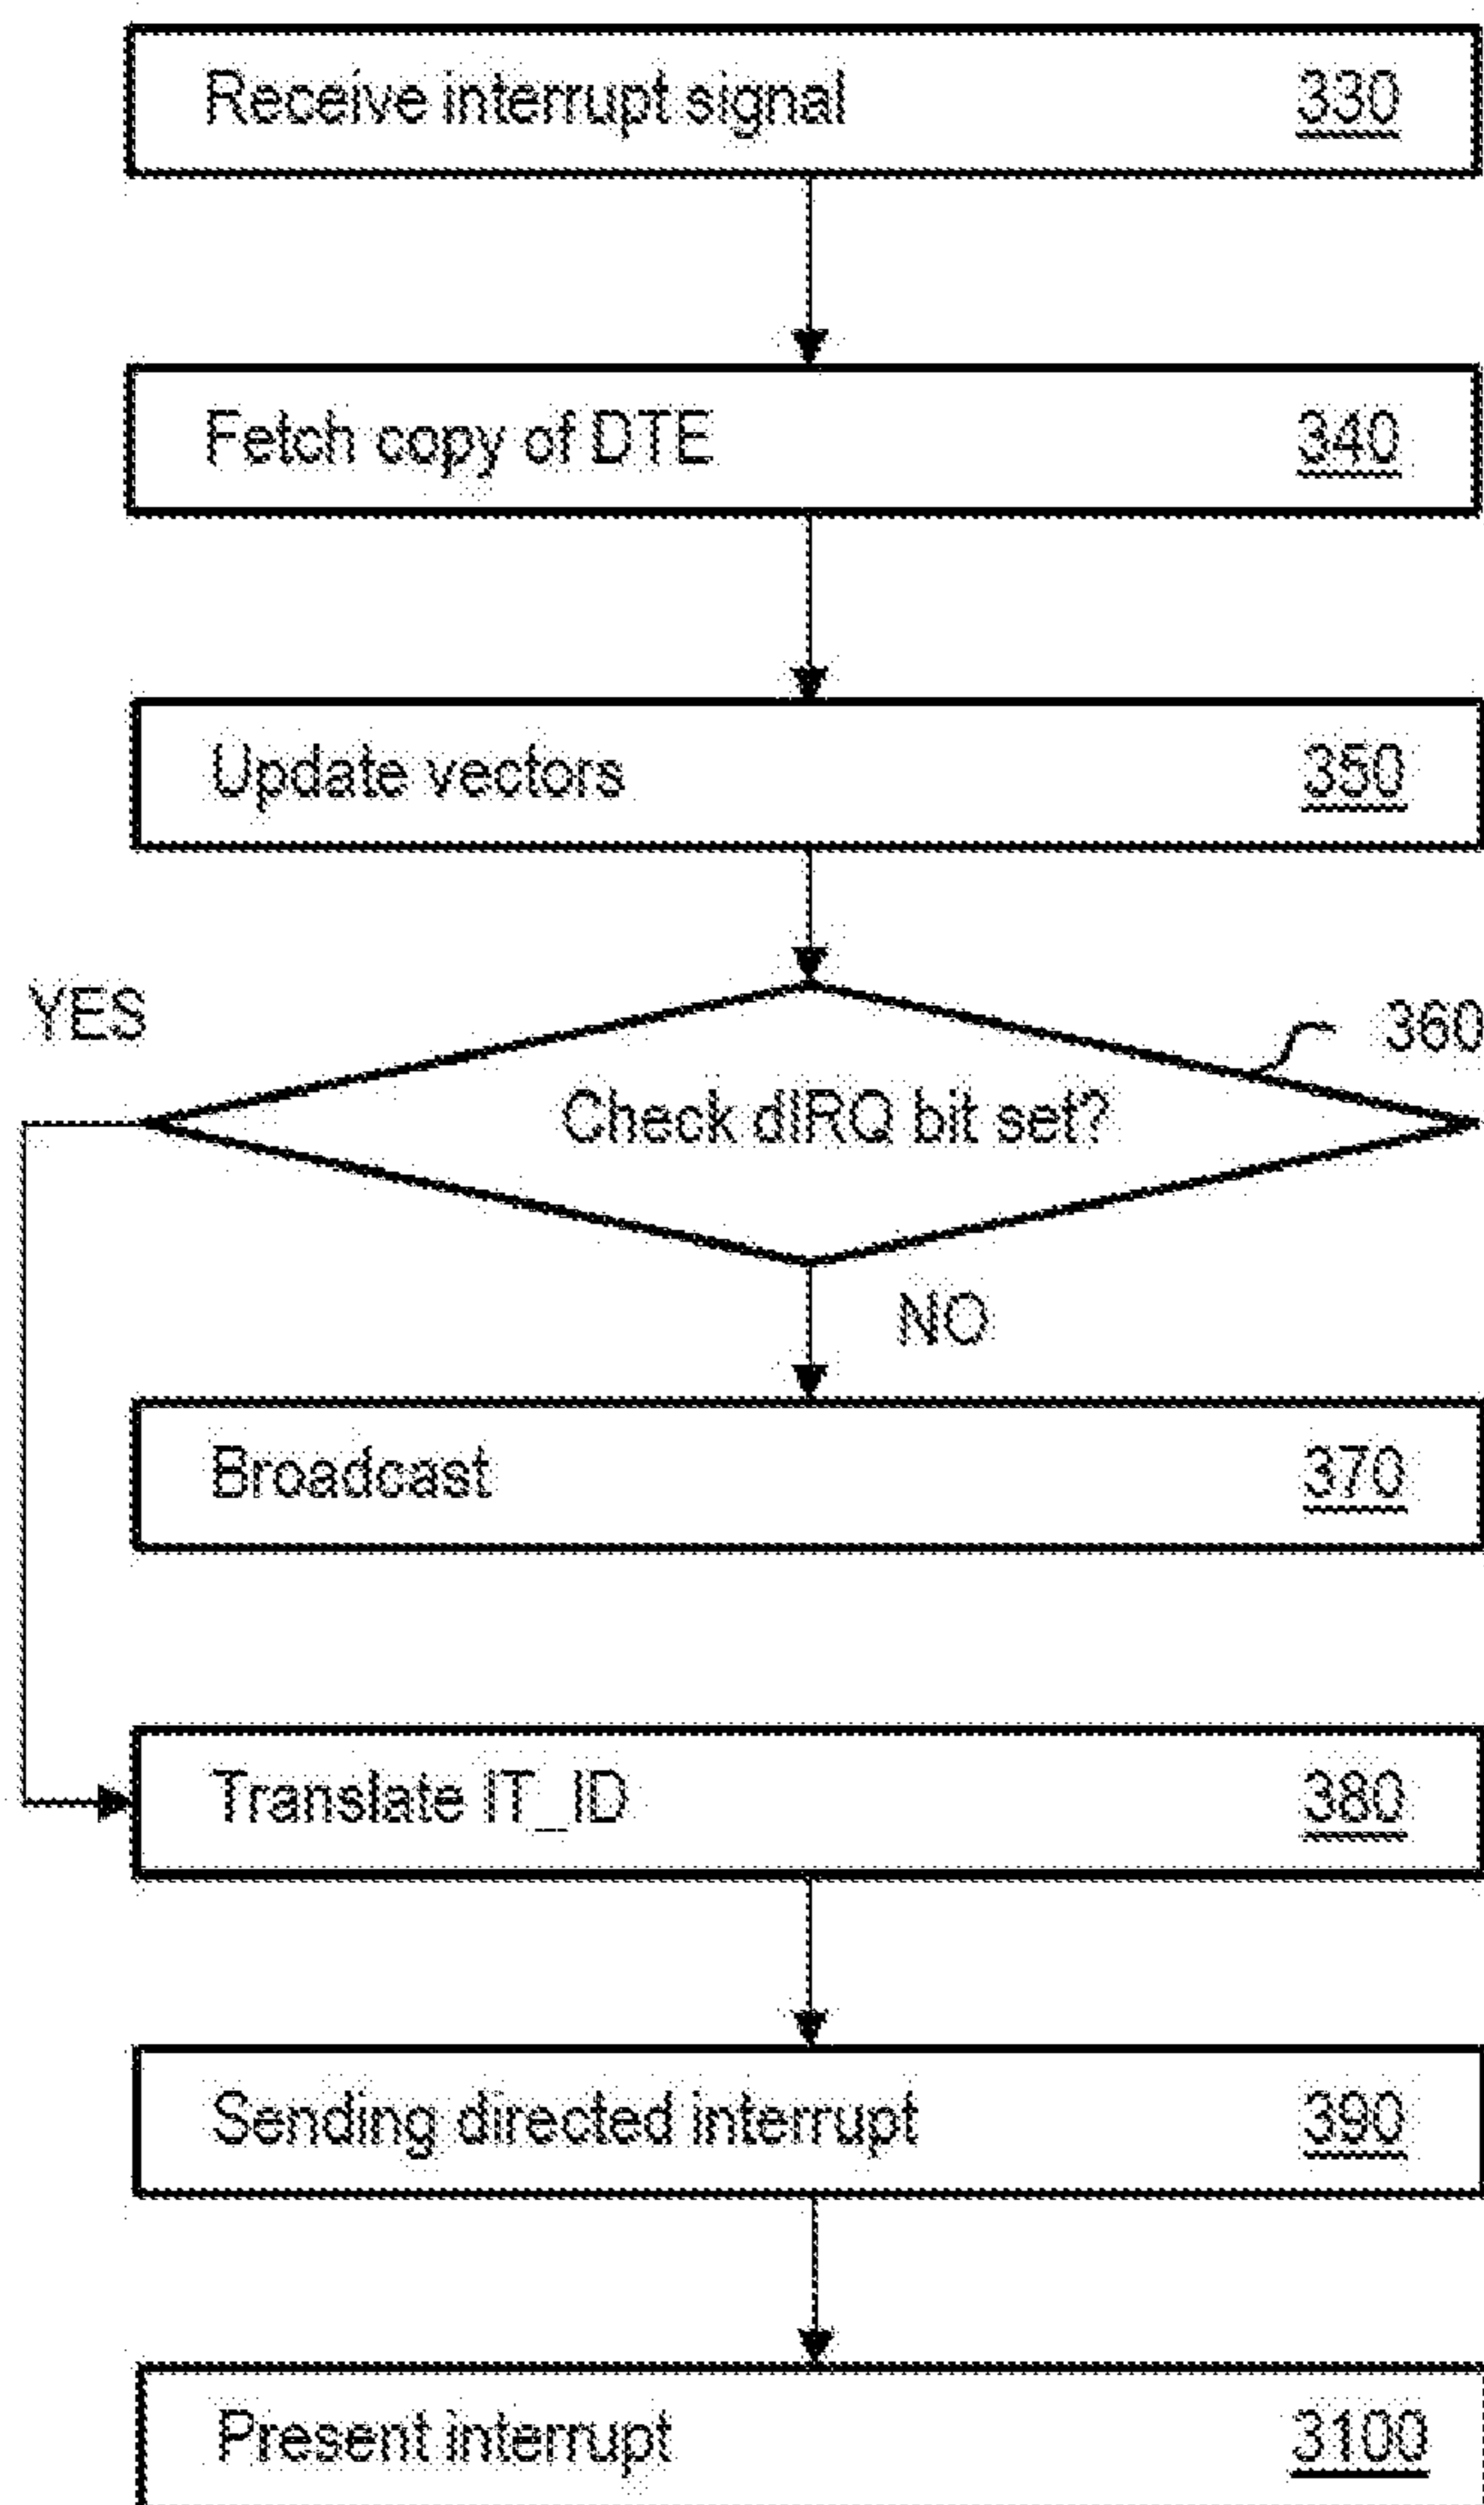 Receive interrupt signal 330
Fetch copy of DTE 340
Update vectors 350
YES
360
Check dIRQ bit set?
NO
Broadcast 370
Translate IT_ID 380
Sending directed interrupt 390
Present interrupt 3100